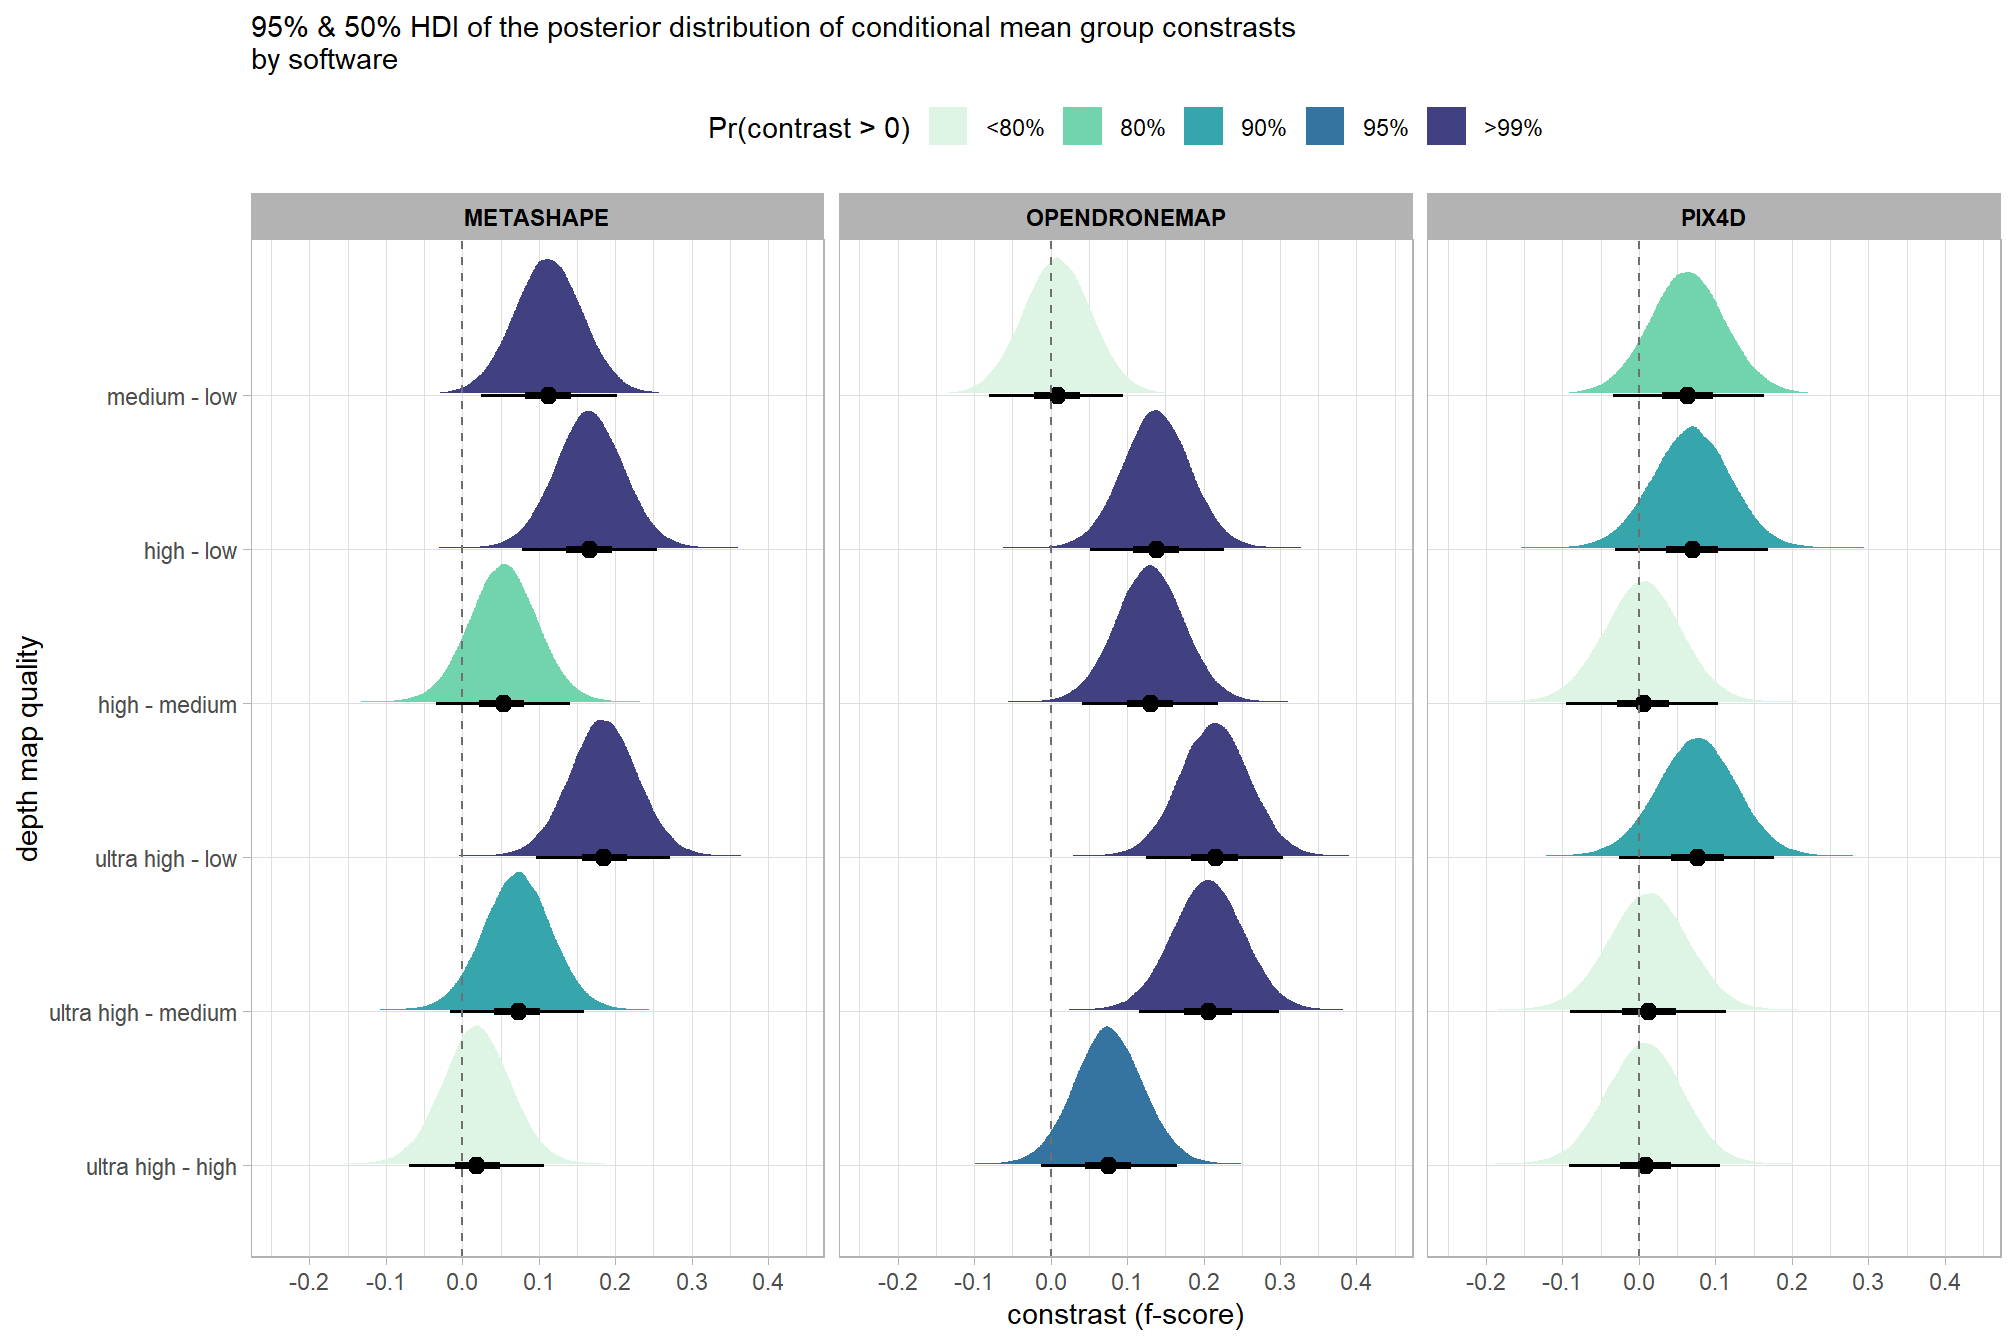 95% & 50% HDI of the posterior distribution of conditional mean group constrasts
by software
Pr(contrast > 0) <80% 80% 90% 95% >99%
METASHAPE OPENDRONEMAP PIX4D
depth map quality
medium - low
high - low
high - medium
ultra high - low
ultra high - medium
ultra high - high
-0.2 -0.1 0.0 0.1 0.2 0.3 0.4 -0.2 -0.1 0.0 0.1 0.2 0.3 0.4 -0.2 -0.1 0.0 0.1 0.2 0.3 0.4
constrast (f-score)